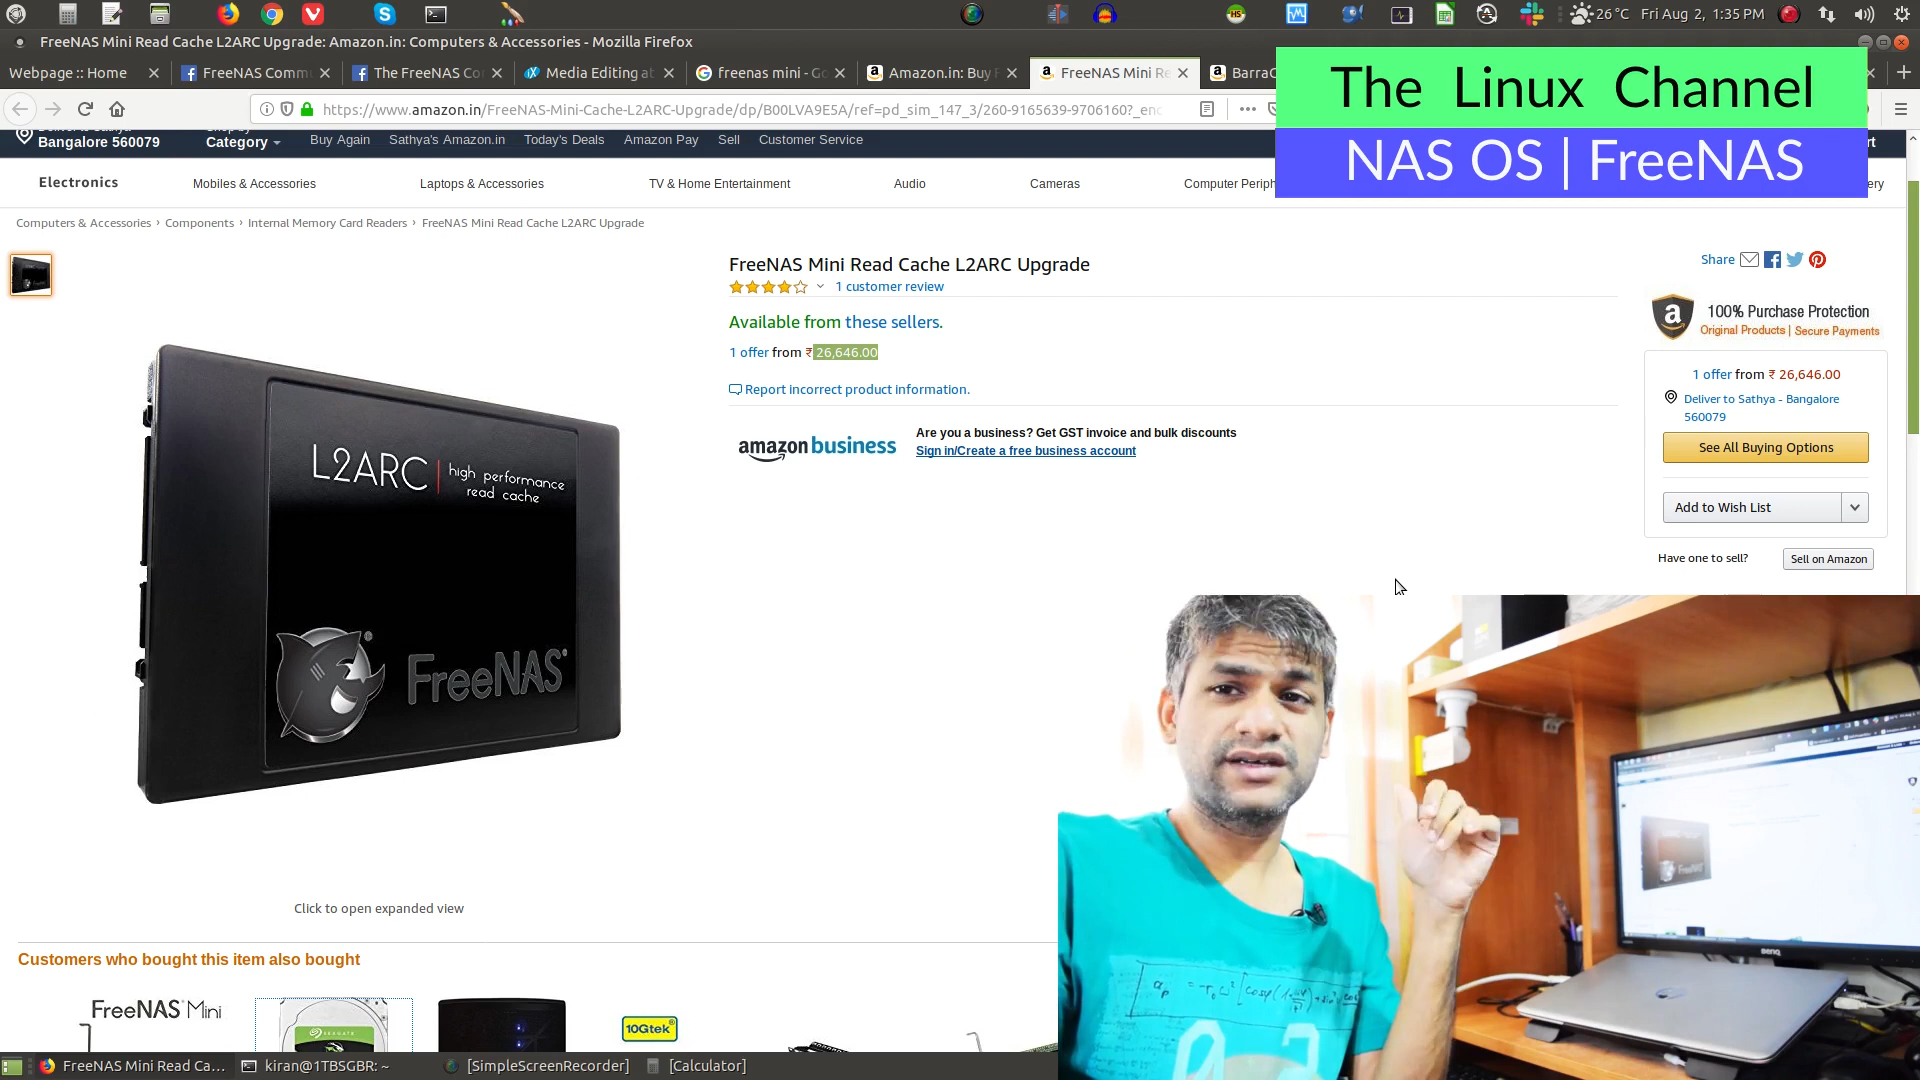 26°C Fri Aug 2, 1:35 PM
FreeNAS Mini Read Cache L2ARC Upgrade: Amazon.in: Computers & Accessories - Mozilla Firefox
The Linux Channel
NAS OS | FreeNAS
Webpage :: Home
FreeNAS Comm
The FreeNAS Co
Media Editing at
freenas mini - Go
Amazon.in: Buy F
FreeNAS Mini Re
BarraC
https://www.amazon.in/FreeNAS-Mini-Cache-L2ARC-Upgrade/dp/B00LVA9E5A/ref=pd_sim_147_3/260-9165639-9706160?_enc
Deliver to Sathya
Bangalore 560079
Shop by
Category
Buy Again
Sathya's Amazon.in
Today's Deals
Amazon Pay
Sell
Customer Service
Electronics
Mobiles & Accessories
Laptops & Accessories
TV & Home Entertainment
Audio
Cameras
Computer Periph
Computers & Accessories › Components › Internal Memory Card Readers › FreeNAS Mini Read Cache L2ARC Upgrade
FreeNAS Mini Read Cache L2ARC Upgrade
1 customer review
Available from these sellers.
1 offer from ₹ 26,646.00
Report incorrect product information.
amazon business
Are you a business? Get GST invoice and bulk discounts
Sign in/Create a free business account
Share
100% Purchase Protection
Original Products | Secure Payments
1 offer from ₹ 26,646.00
Deliver to Sathya - Bangalore
560079
See All Buying Options
Add to Wish List
Have one to sell?
Sell on Amazon
L2ARC | high performance
read cache
FreeNAS®
Click to open expanded view
Customers who bought this item also bought
FreeNAS® Mini
SEAGATE
10Gtek®
BenQ
FreeNAS Mini Read Ca...
kiran@1TBSGBR: ~
[SimpleScreenRecorder]
[Calculator]